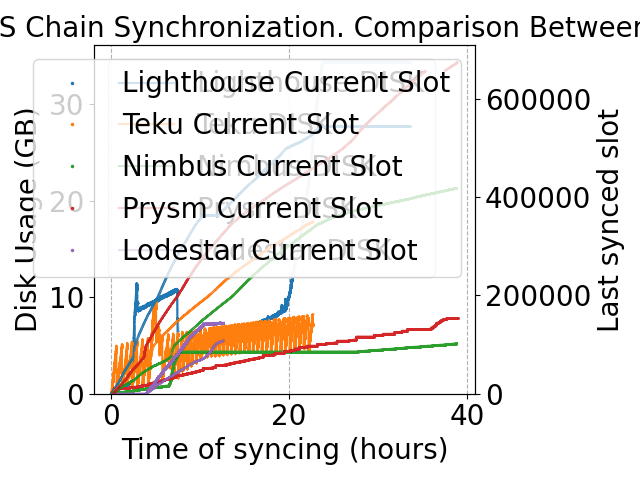 S Chain Synchronization. Comparison Between
Lighthouse Current Slot
Teku Current Slot
Nimbus Current Slot
Prysm Current Slot
Lodestar Current Slot
Disk Usage (GB)
30
20
10
0
Last synced slot
600000
400000
200000
0
0
20
40
Time of syncing (hours)